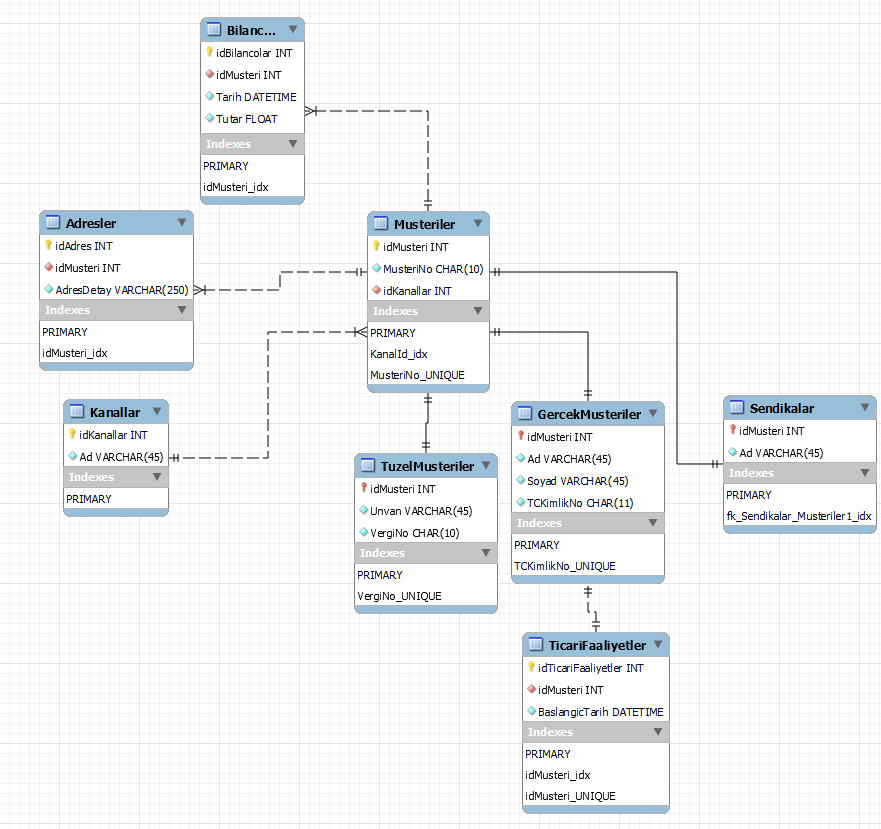 Bilanc...
idBilancolar INT
idMusteri INT
Tarih DATETIME
Tutar FLOAT
Indexes
PRIMARY
idMusteri_idx
Adresler
idAdres INT
idMusteri INT
AdresDetay VARCHAR(250)
Indexes
PRIMARY
idMusteri_idx
Musteriler
idMusteri INT
MusteriNo CHAR(10)
idKanallar INT
Indexes
PRIMARY
KanalId_idx
MusteriNo_UNIQUE
Kanallar
idKanallar INT
Ad VARCHAR(45)
Indexes
PRIMARY
TuzelMusteriler
idMusteri INT
Unvan VARCHAR(45)
VergiNo CHAR(10)
Indexes
PRIMARY
VergiNo_UNIQUE
GercekMusteriler
idMusteri INT
Ad VARCHAR(45)
Soyad VARCHAR(45)
TCKimlikNo CHAR(11)
Indexes
PRIMARY
TCKimlikNo_UNIQUE
Sendikalar
idMusteri INT
Ad VARCHAR(45)
Indexes
PRIMARY
fk_Sendikalar_Musteriler1_idx
TicariFaaliyetler
idTicariFaaliyetler INT
idMusteri INT
BaslangicTarih DATETIME
Indexes
PRIMARY
idMusteri_idx
idMusteri_UNIQUE